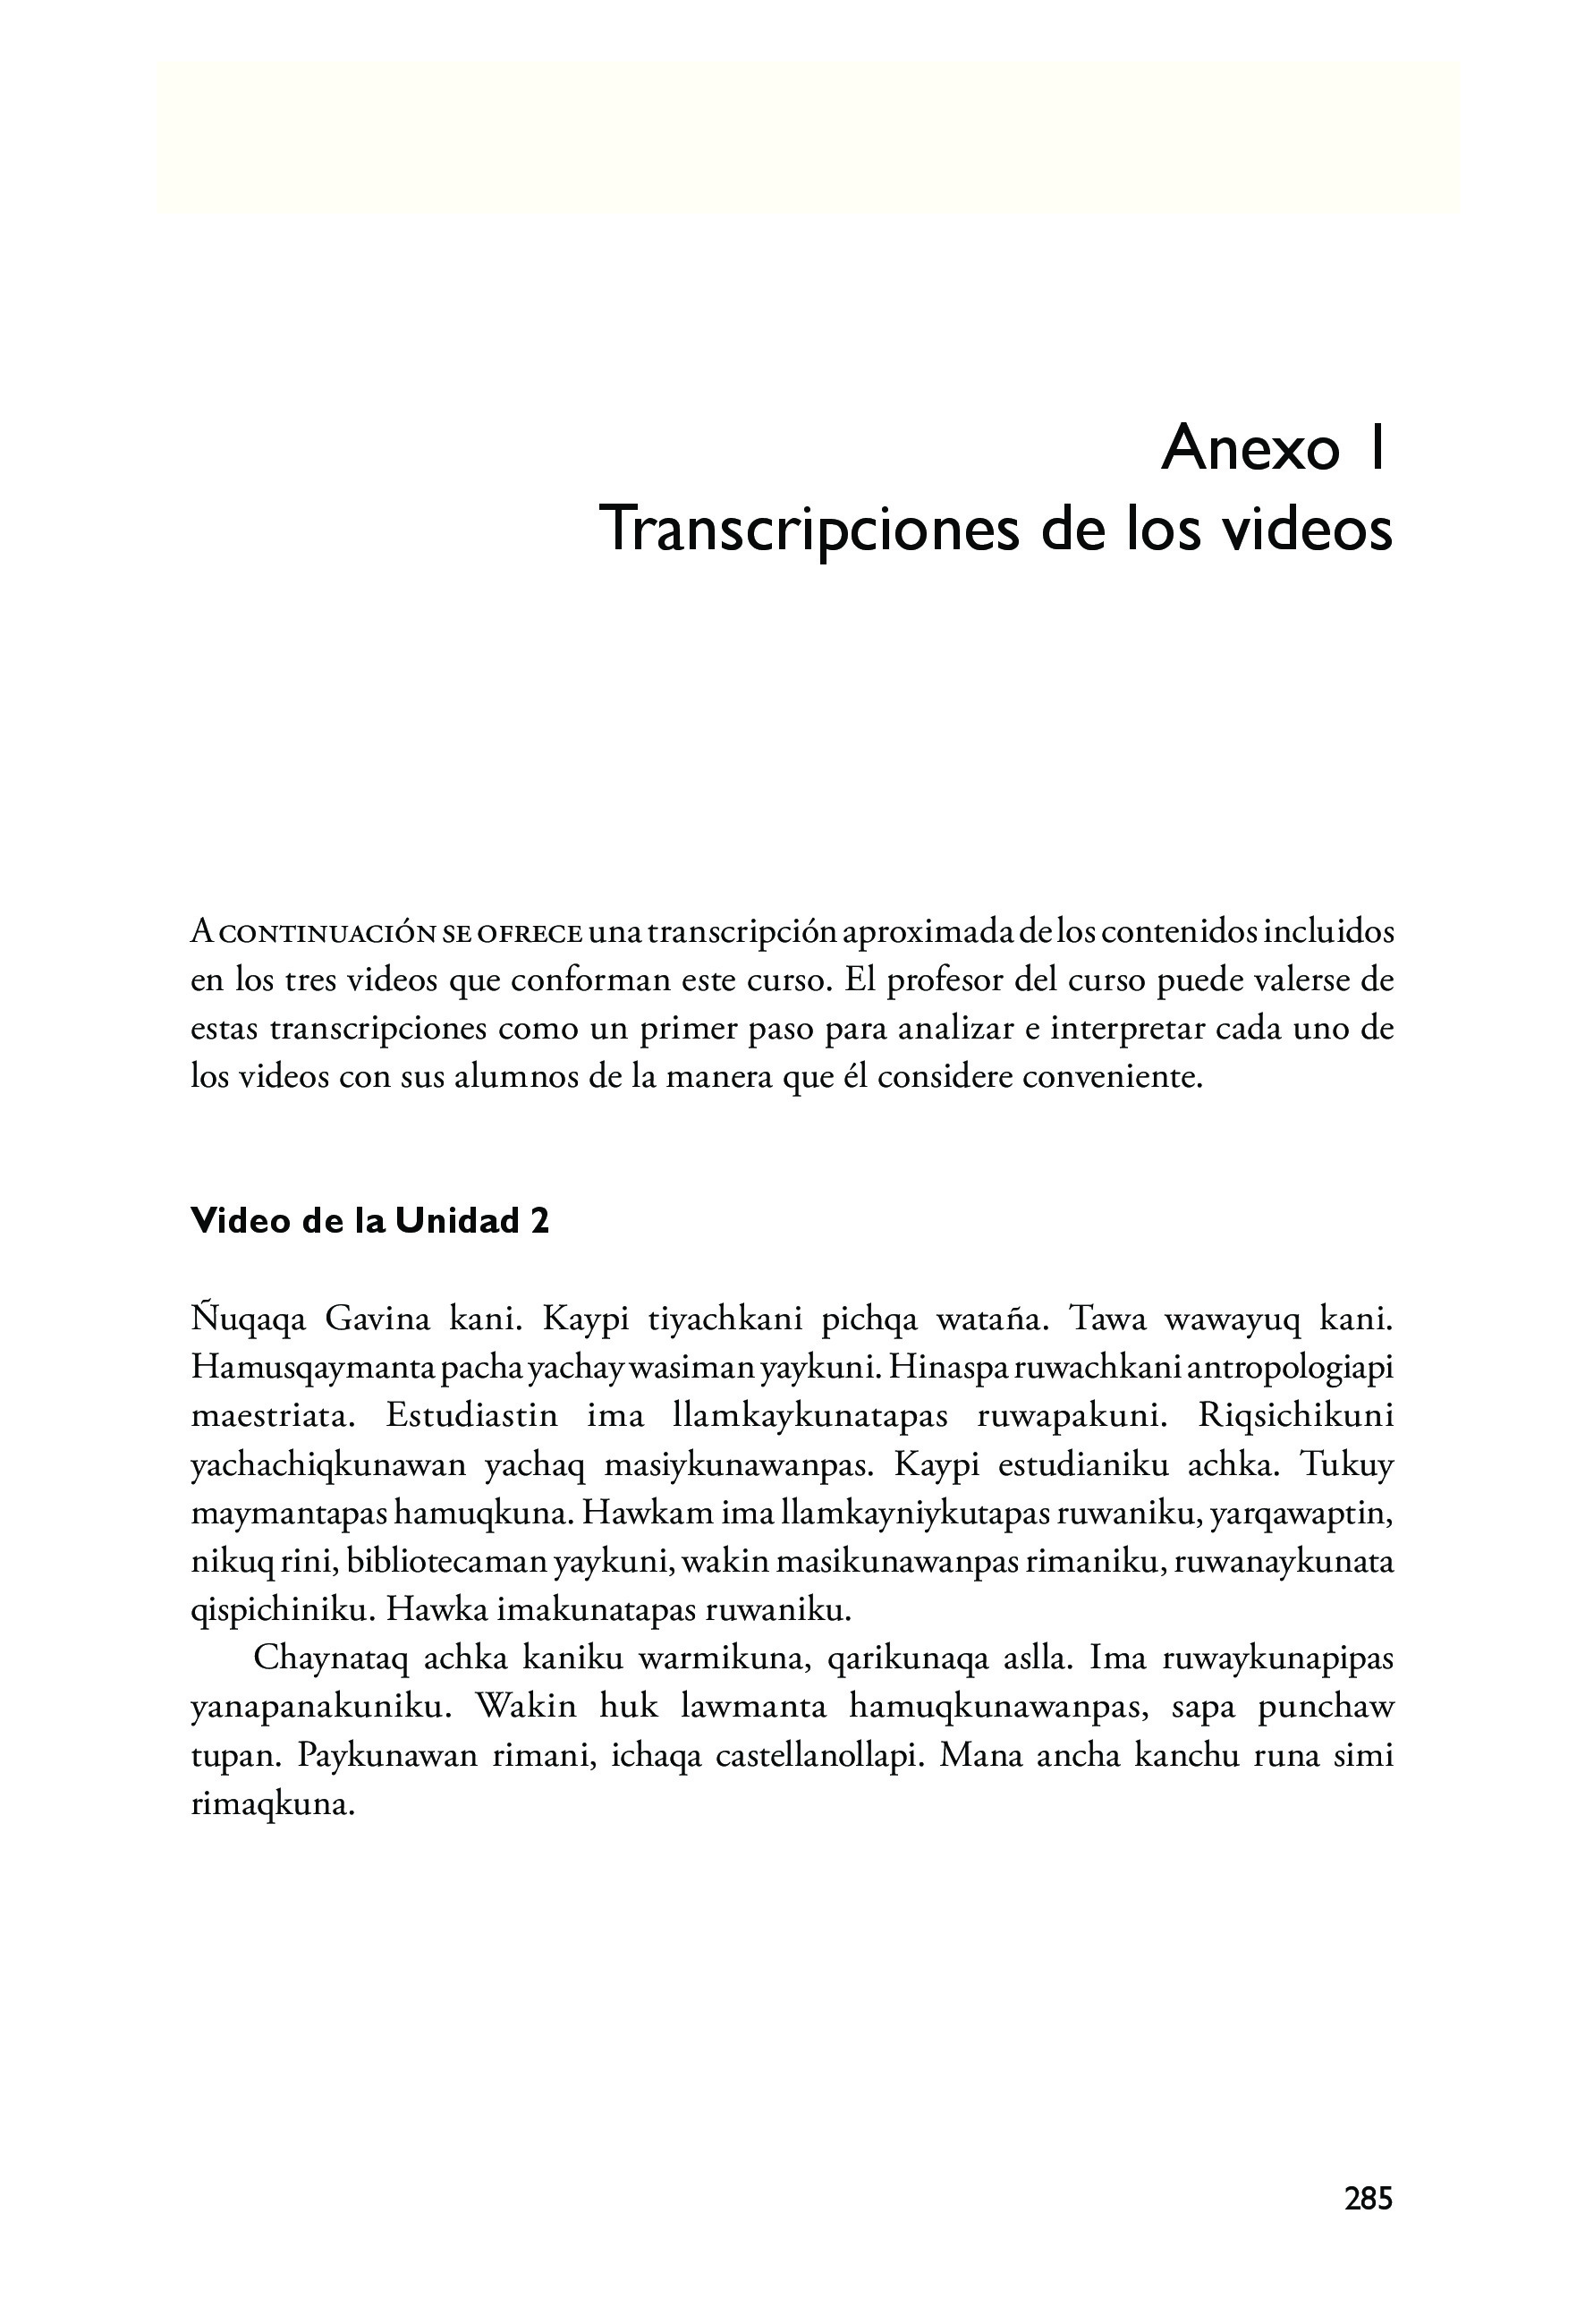 Anexo 1
Transcripciones de los videos
A CONTINUACIÓN SE OFRECE una transcripción aproximada de los contenidos incluidos
en los tres videos que conforman este curso. El profesor del curso puede valerse de
estas transcripciones como un primer paso para analizar e interpretar cada uno de
los videos con sus alumnos de la manera que él considere conveniente.
Video de la Unidad 2
Ñuqaqa Gavina kani. Kaypi tiyachkani pichqa wataña. Tawa wawayuq kani.
Hamusqaymanta pacha yachay wasiman yaykuni. Hinaspa ruwachkani antropologiapi
maestriata. Estudiastin ima llamkaykunatapas ruwapakuni. Riqsichikuni
yachachiqkunawan yachaq masiykunawanpas. Kaypi estudianiku achka. Tukuy
maymantapas hamuqkuna. Hawkam ima llamkayniykutapas ruwaniku, yarqawaptin,
nikuq rini, bibliotecaman yaykuni, wakin masikunawanpas rimaniku, ruwanaykunata
qispichiniku. Hawka imakunatapas ruwaniku.
Chaynataq achka kaniku warmikuna, qarikunaqa aslla. Ima ruwaykunapipas
yanapanakuniku. Wakin huk lawmanta hamuqkunawanpas, sapa punchaw
tupan. Paykunawan rimani, ichaqa castellanollapi. Mana ancha kanchu runa simi
rimaqkuna.
285